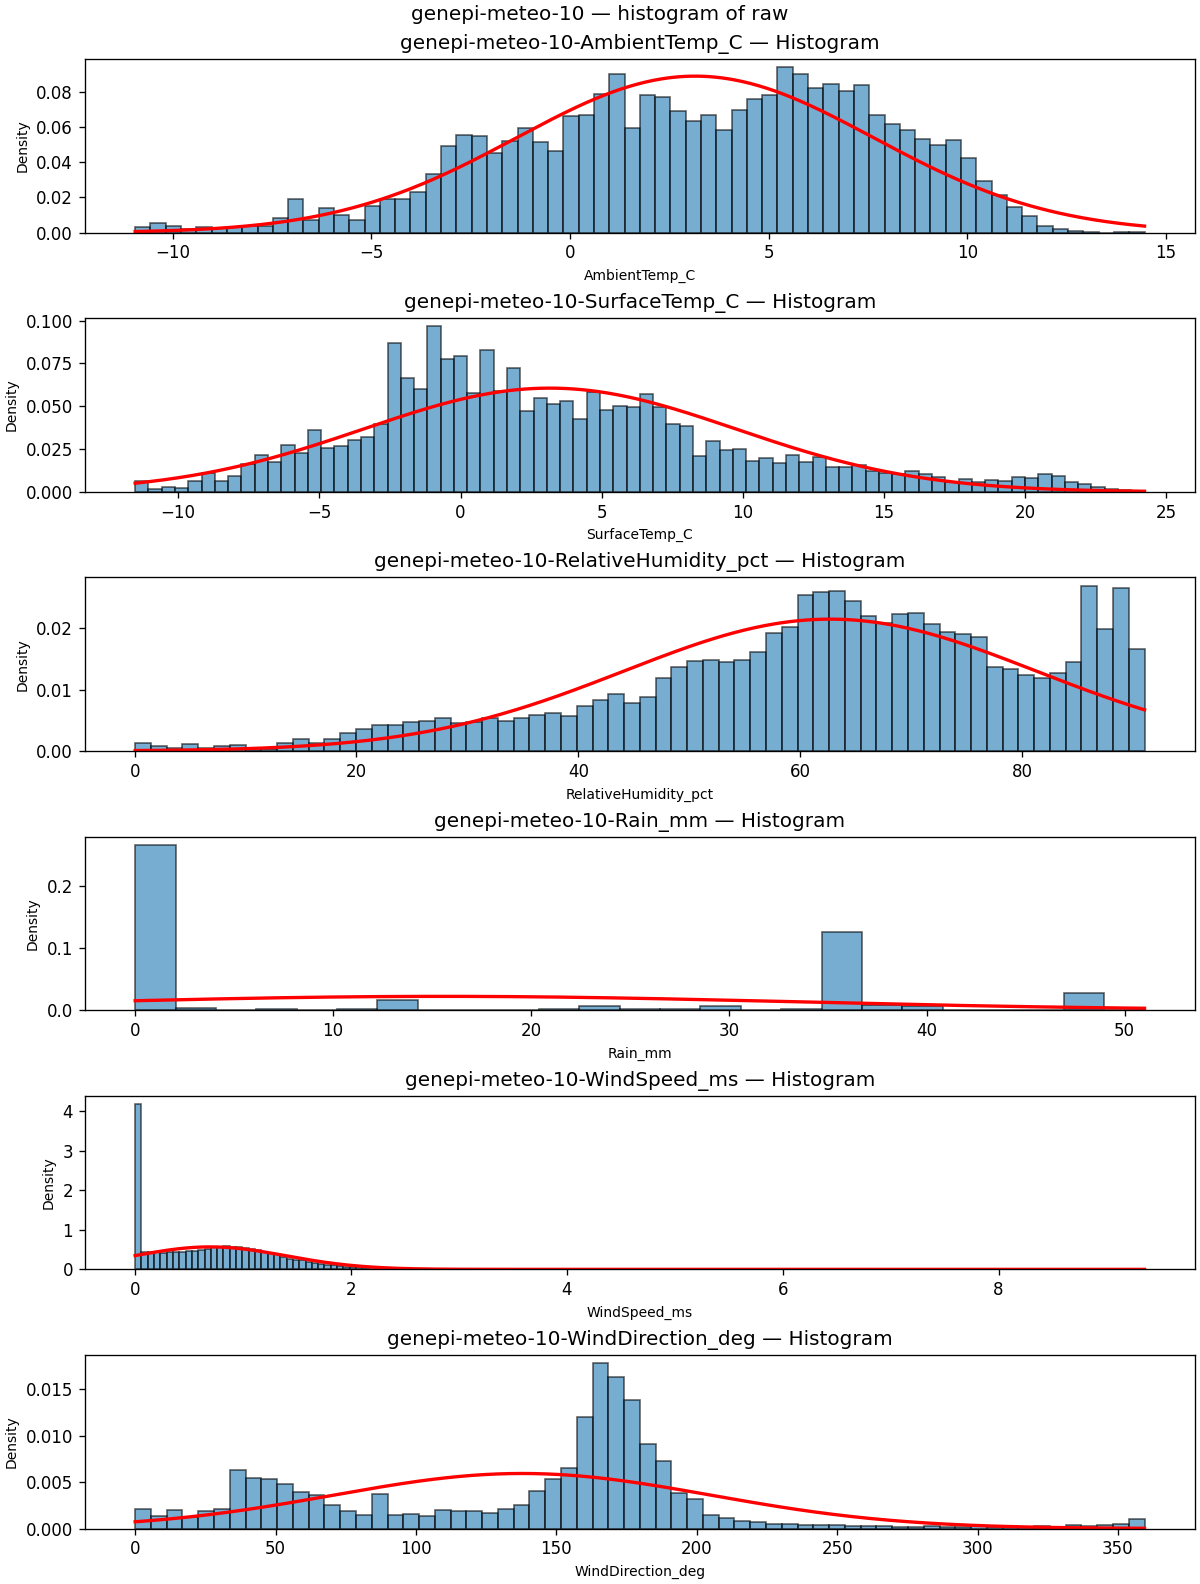 genepi-meteo-10 — histogram of raw
genepi-meteo-10-AmbientTemp_C — Histogram
Density
0.08
0.06
0.04
0.02
0.00
−10 −5 0 5 10 15
AmbientTemp_C
genepi-meteo-10-SurfaceTemp_C — Histogram
Density
0.100
0.075
0.050
0.025
0.000
−10 −5 0 5 10 15 20 25
SurfaceTemp_C
genepi-meteo-10-RelativeHumidity_pct — Histogram
Density
0.02
0.01
0.00
0 20 40 60 80
RelativeHumidity_pct
genepi-meteo-10-Rain_mm — Histogram
Density
0.2
0.1
0.0
0 10 20 30 40 50
Rain_mm
genepi-meteo-10-WindSpeed_ms — Histogram
Density
4
3
2
1
0
0 2 4 6 8
WindSpeed_ms
genepi-meteo-10-WindDirection_deg — Histogram
Density
0.015
0.010
0.005
0.000
0 50 100 150 200 250 300 350
WindDirection_deg